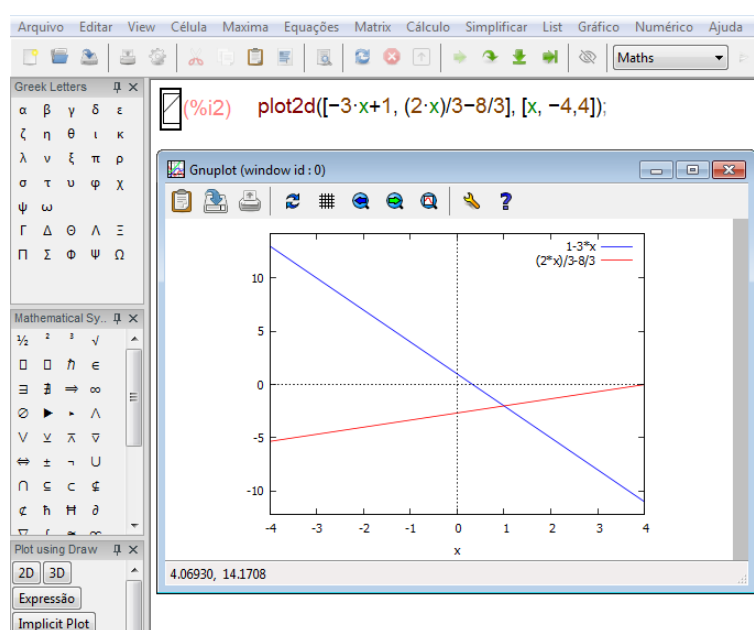 Arquivo Editar View Célula Maxima Equações Matrix Cálculo Simplificar List Gráfico Numérico Ajuda
Maths
Greek Letters
α β γ δ ε
ζ η θ ι κ
λ ν ξ π ρ
σ τ υ φ χ
ψ ω
Γ Δ Θ Λ Ξ
Π Σ Φ Ψ Ω
(%i2) plot2d([−3·x+1, (2·x)/3−8/3], [x, −4,4]);
Gnuplot (window id : 0)
1-3*x
(2*x)/3-8/3
10
5
0
-5
-10
-4 -3 -2 -1 0 1 2 3 4
x
4.06930, 14.1708
Mathematical Sy..
½ ² ³ √
ħ ∈
∃ ∄ ⇒ ∞
∅ ▶ ▸ ⋀
⋁ ⊻ ⊼ ⊽
⇔ ± ¬ ⋃
⋂ ⊆ ⊂ ⊈
⊄ ħ Ħ ∂
Plot using Draw
2D 3D
Expressão
Implicit Plot